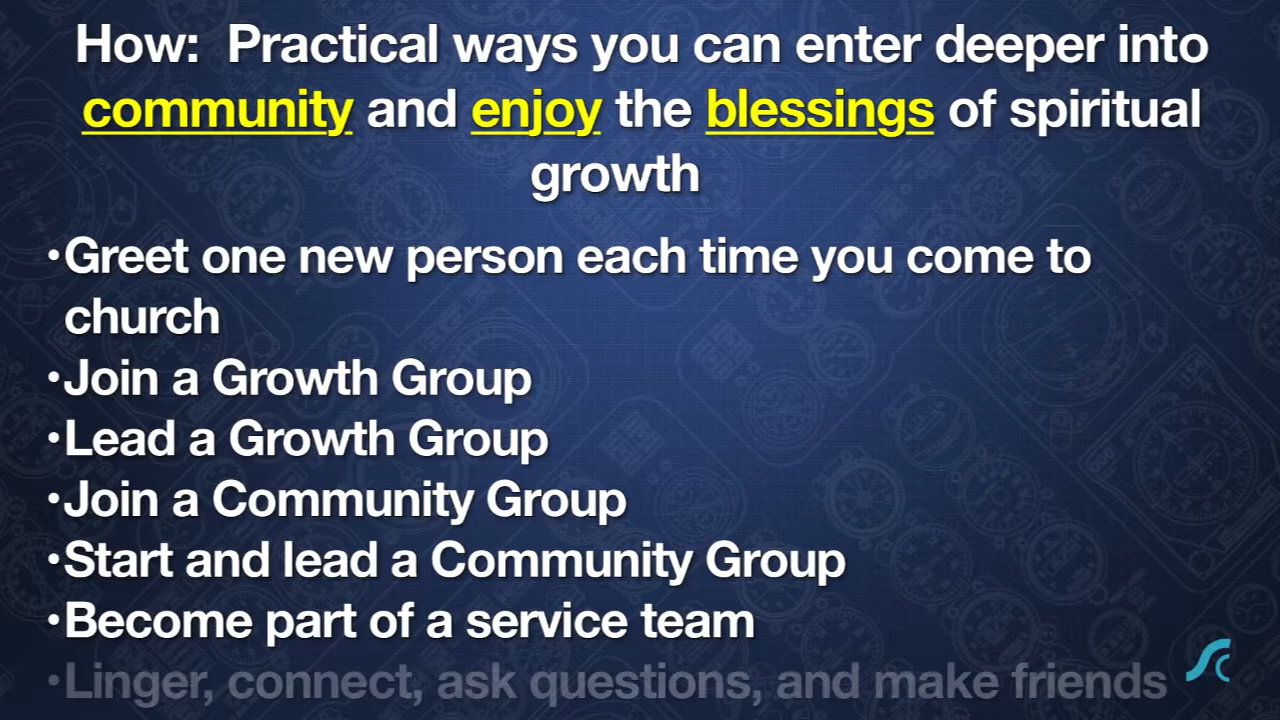 How:  Practical ways you can enter deeper into
community and enjoy the blessings of spiritual
growth
•Greet one new person each time you come to
church
•Join a Growth Group
•Lead a Growth Group
•Join a Community Group
•Start and lead a Community Group
•Become part of a service team
•Linger, connect, ask questions, and make friends